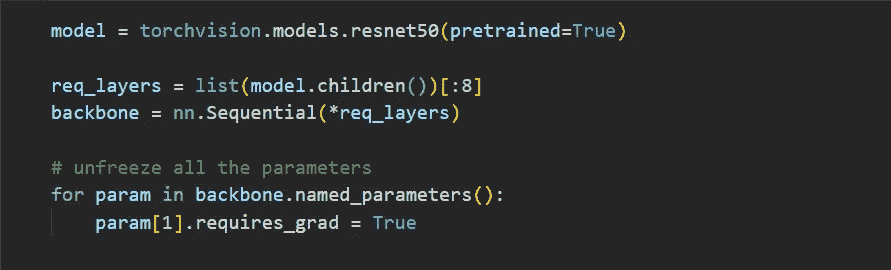 model = torchvision.models.resnet50(pretrained=True)
req_layers = list(model.children())[:8]
backbone = nn.Sequential(*req_layers)
# unfreeze all the parameters
for param in backbone.named_parameters():
    param[1].requires_grad = True